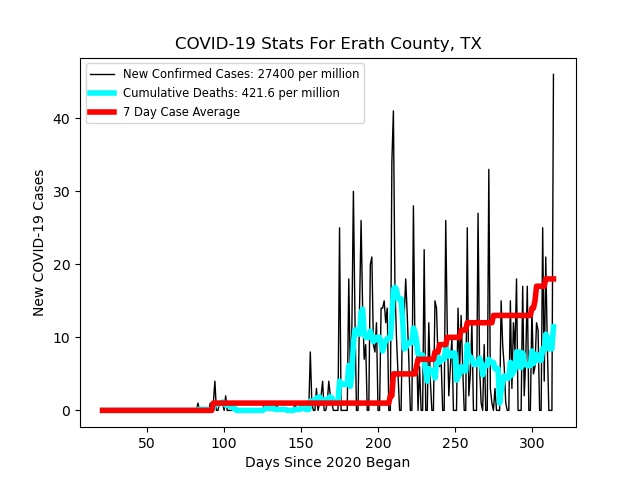 COVID-19 Stats For Erath County, TX
New Confirmed Cases: 27400 per million
Cumulative Deaths: 421.6 per million
7 Day Case Average
New COVID-19 Cases
40
30
20
10
0
50 100 150 200 250 300
Days Since 2020 Began